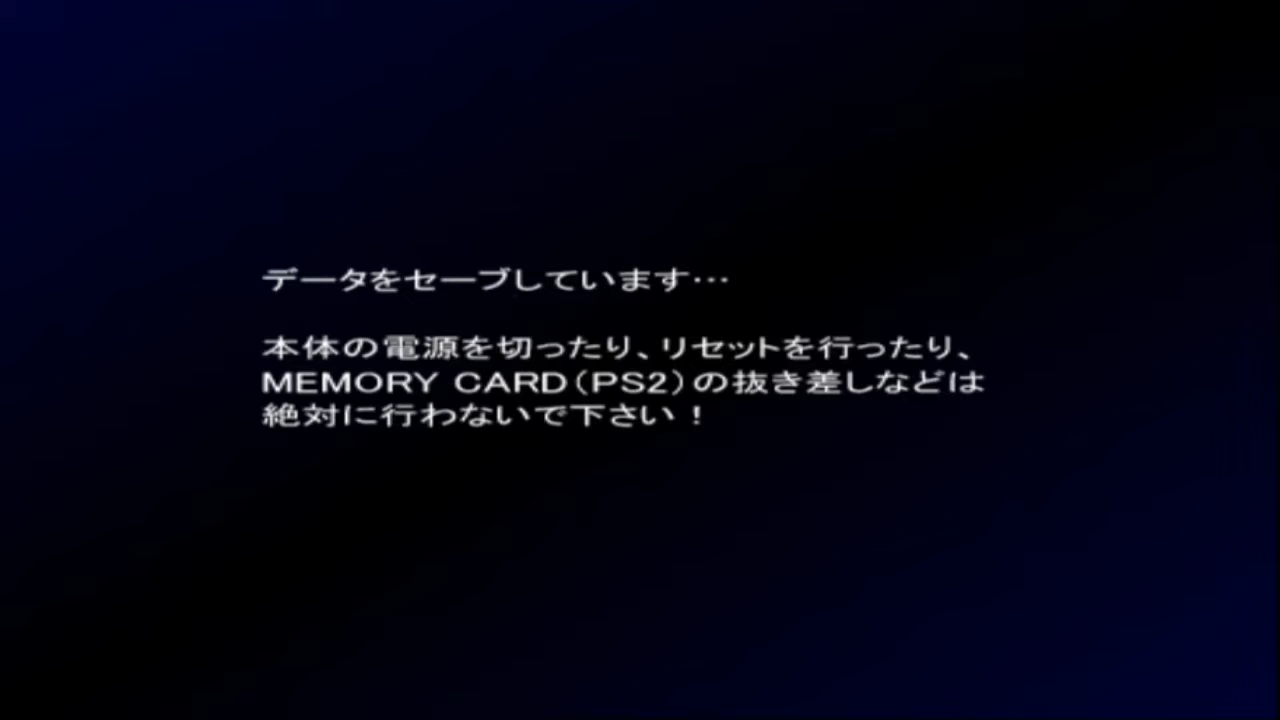 データをセーブしています…
本体の電源を切ったり、リセットを行ったり、
MEMORY CARD（PS2）の抜き差しなどは
絶対に行わないで下さい！